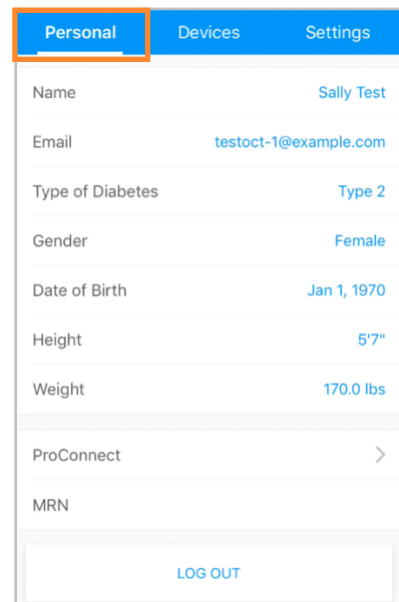 Personal Devices Settings
Name Sally Test
Email testoct-1@example.com
Type of Diabetes Type 2
Gender Female
Date of Birth Jan 1, 1970
Height 5'7"
Weight 170.0 lbs
ProConnect
MRN
LOG OUT